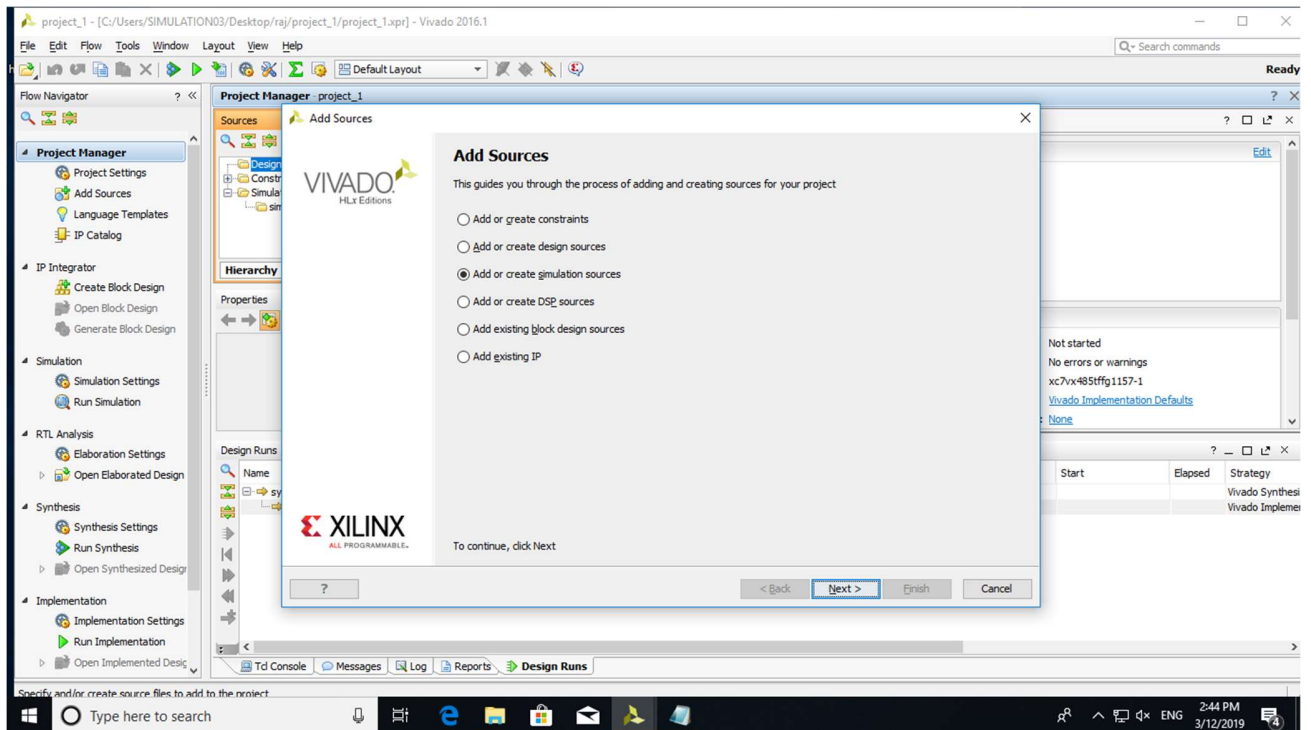 project_1 - [C:/Users/SIMULATION03/Desktop/raj/project_1/project_1.xpr] - Vivado 2016.1
File Edit Flow Tools Window Layout View Help
Search commands
Default Layout
Ready
Flow Navigator
Project Manager
Project Settings
Add Sources
Language Templates
IP Catalog
IP Integrator
Create Block Design
Open Block Design
Generate Block Design
Simulation
Simulation Settings
Run Simulation
RTL Analysis
Elaboration Settings
Open Elaborated Design
Synthesis
Synthesis Settings
Run Synthesis
Open Synthesized Design
Implementation
Implementation Settings
Run Implementation
Open Implemented Desig
Project Manager - project_1
Sources
Design
Constr
Simula
sim
Hierarchy
Properties
Add Sources
VIVADO
HLx Editions
Add Sources
This guides you through the process of adding and creating sources for your project
Add or create constraints
Add or create design sources
Add or create simulation sources
Add or create DSP sources
Add existing block design sources
Add existing IP
XILINX
ALL PROGRAMMABLE.
To continue, click Next
? < Back Next > Finish Cancel
Edit
Not started
No errors or warnings
xc7vx485tffg1157-1
Vivado Implementation Defaults
None
Design Runs
Name Start Elapsed Strategy
sy Vivado Synthesi
Vivado Implemen
Tcl Console Messages Log Reports Design Runs
Specify and/or create source files to add to the project
Type here to search
ENG
2:44 PM
3/12/2019
4